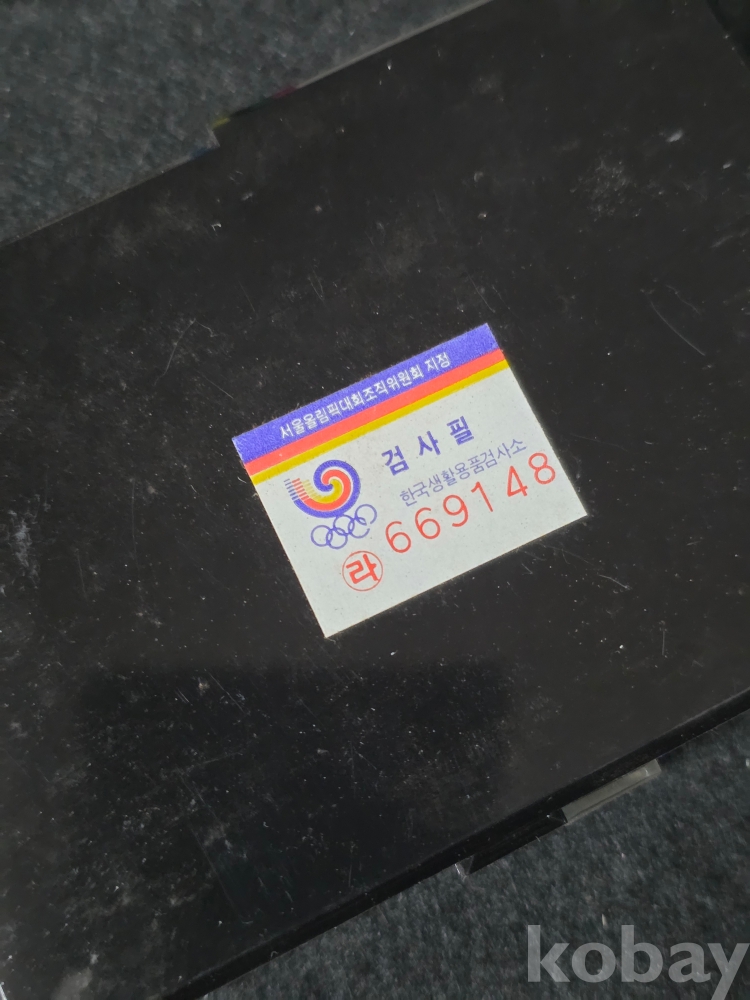 서울올림픽대회조직위원회 지정
검사필
한국생활용품검사소
라 669148
kobay